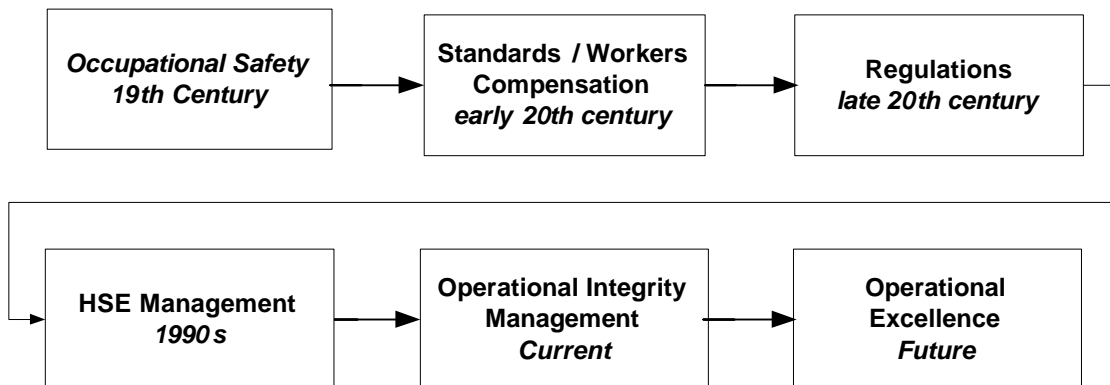 Occupational Safety
19th Century
Standards / Workers
Compensation
early 20th century
Regulations
late 20th century
HSE Management
1990s
Operational Integrity
Management
Current
Operational
Excellence
Future